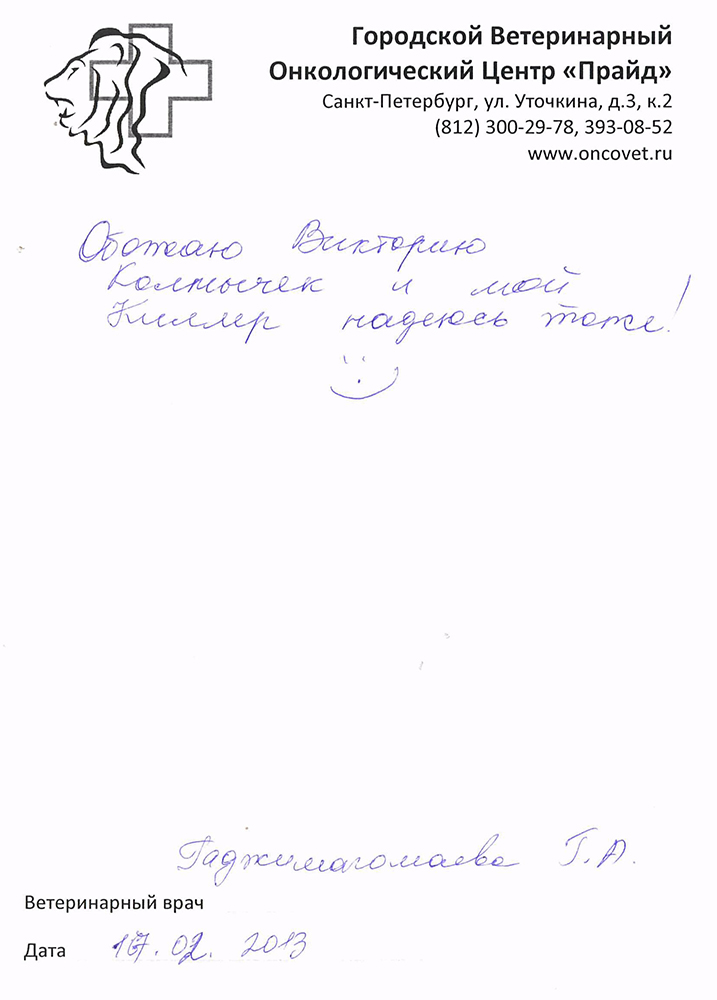 Городской Ветеринарный
Онкологический Центр «Прайд»
Санкт-Петербург, ул. Уточкина, д.3, к.2
(812) 300-29-78, 393-08-52
www.oncovet.ru
Обожаю Викторию
Колпычек и мой
Киллер надеюсь тоже!
Гаджимагомаева Г.А.
Ветеринарный врач
Дата 17.02.2013